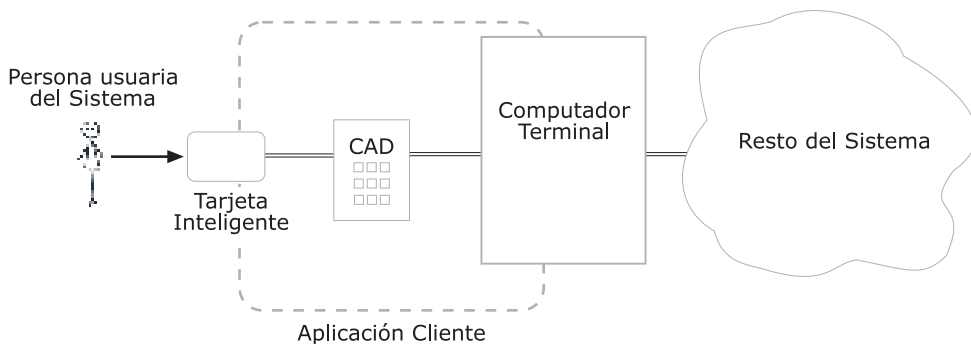 Persona usuaria
del Sistema
Tarjeta
Inteligente
CAD
Computador
Terminal
Resto del Sistema
Aplicación Cliente